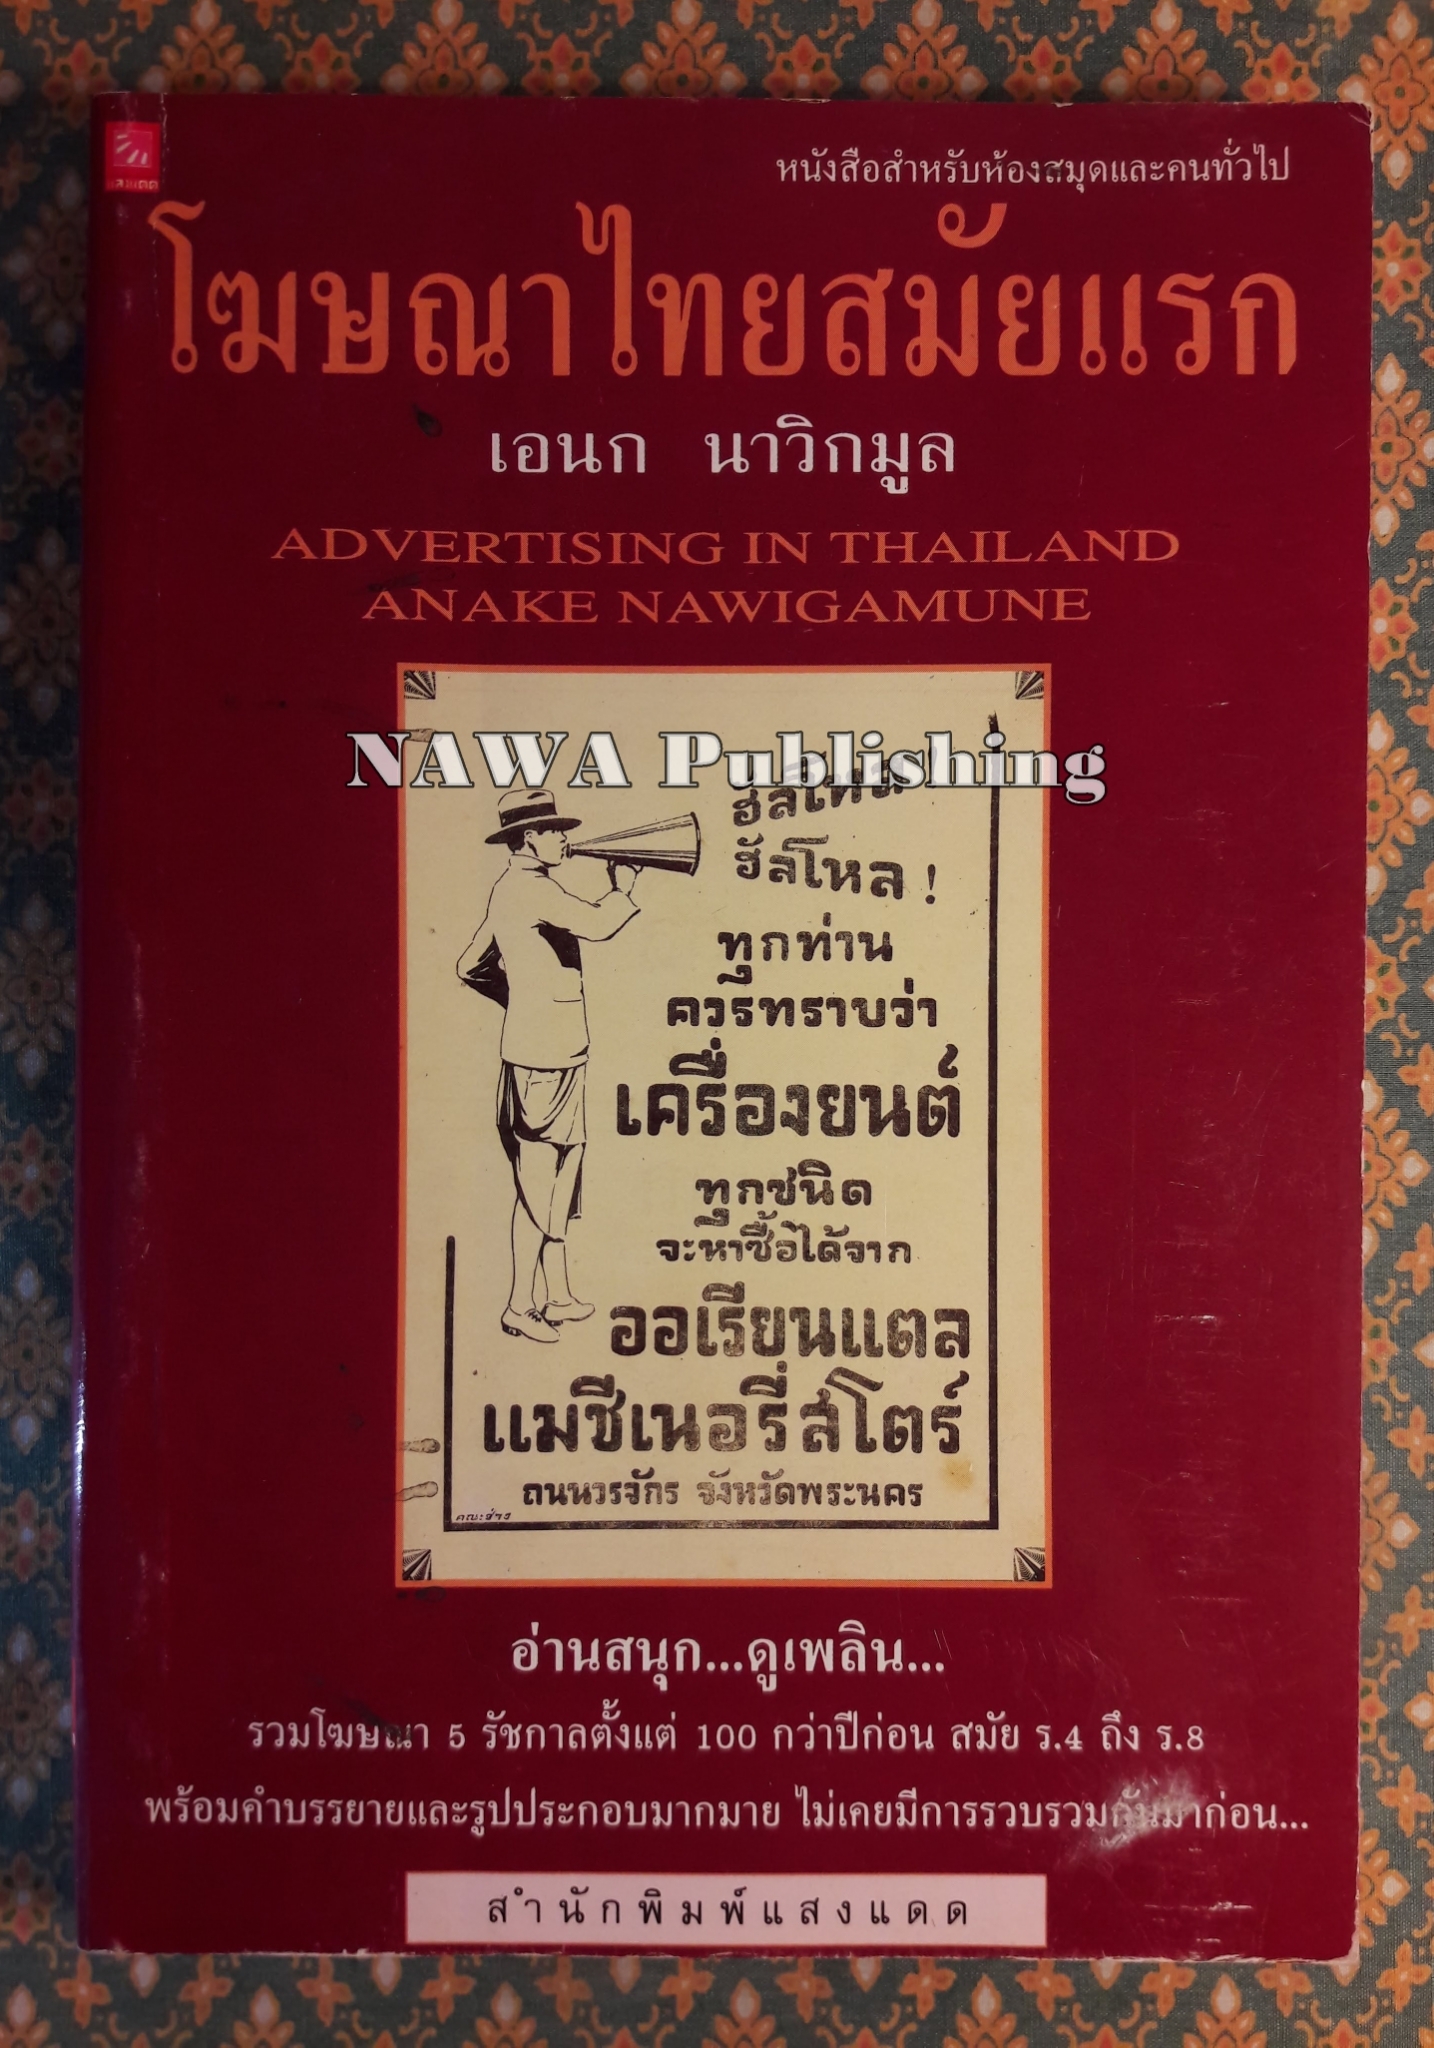 แสงแดด
หนังสือสำหรับห้องสมุดและคนทั่วไป
โฆษณาไทยสมัยแรก
เอนก นาวิกมูล
ADVERTISING IN THAILAND
ANAKE NAWIGAMUNE
NAWA Publishing
ฮัลโหล !
ทุกท่าน
ควรทราบว่า
เครื่องยนต์
ทุกชนิด
จะหาซื้อได้จาก
ออเรียนแตล
แมชีเนอรี่สโตร์
ถนนวรจักร จังหวัดพระนคร
คณะช่าง
อ่านสนุก...ดูเพลิน...
รวมโฆษณา 5 รัชกาลตั้งแต่ 100 กว่าปีก่อน สมัย ร.4 ถึง ร.8
พร้อมคำบรรยายและรูปประกอบมากมาย ไม่เคยมีการรวบรวมกันมาก่อน...
สำนักพิมพ์แสงแดด